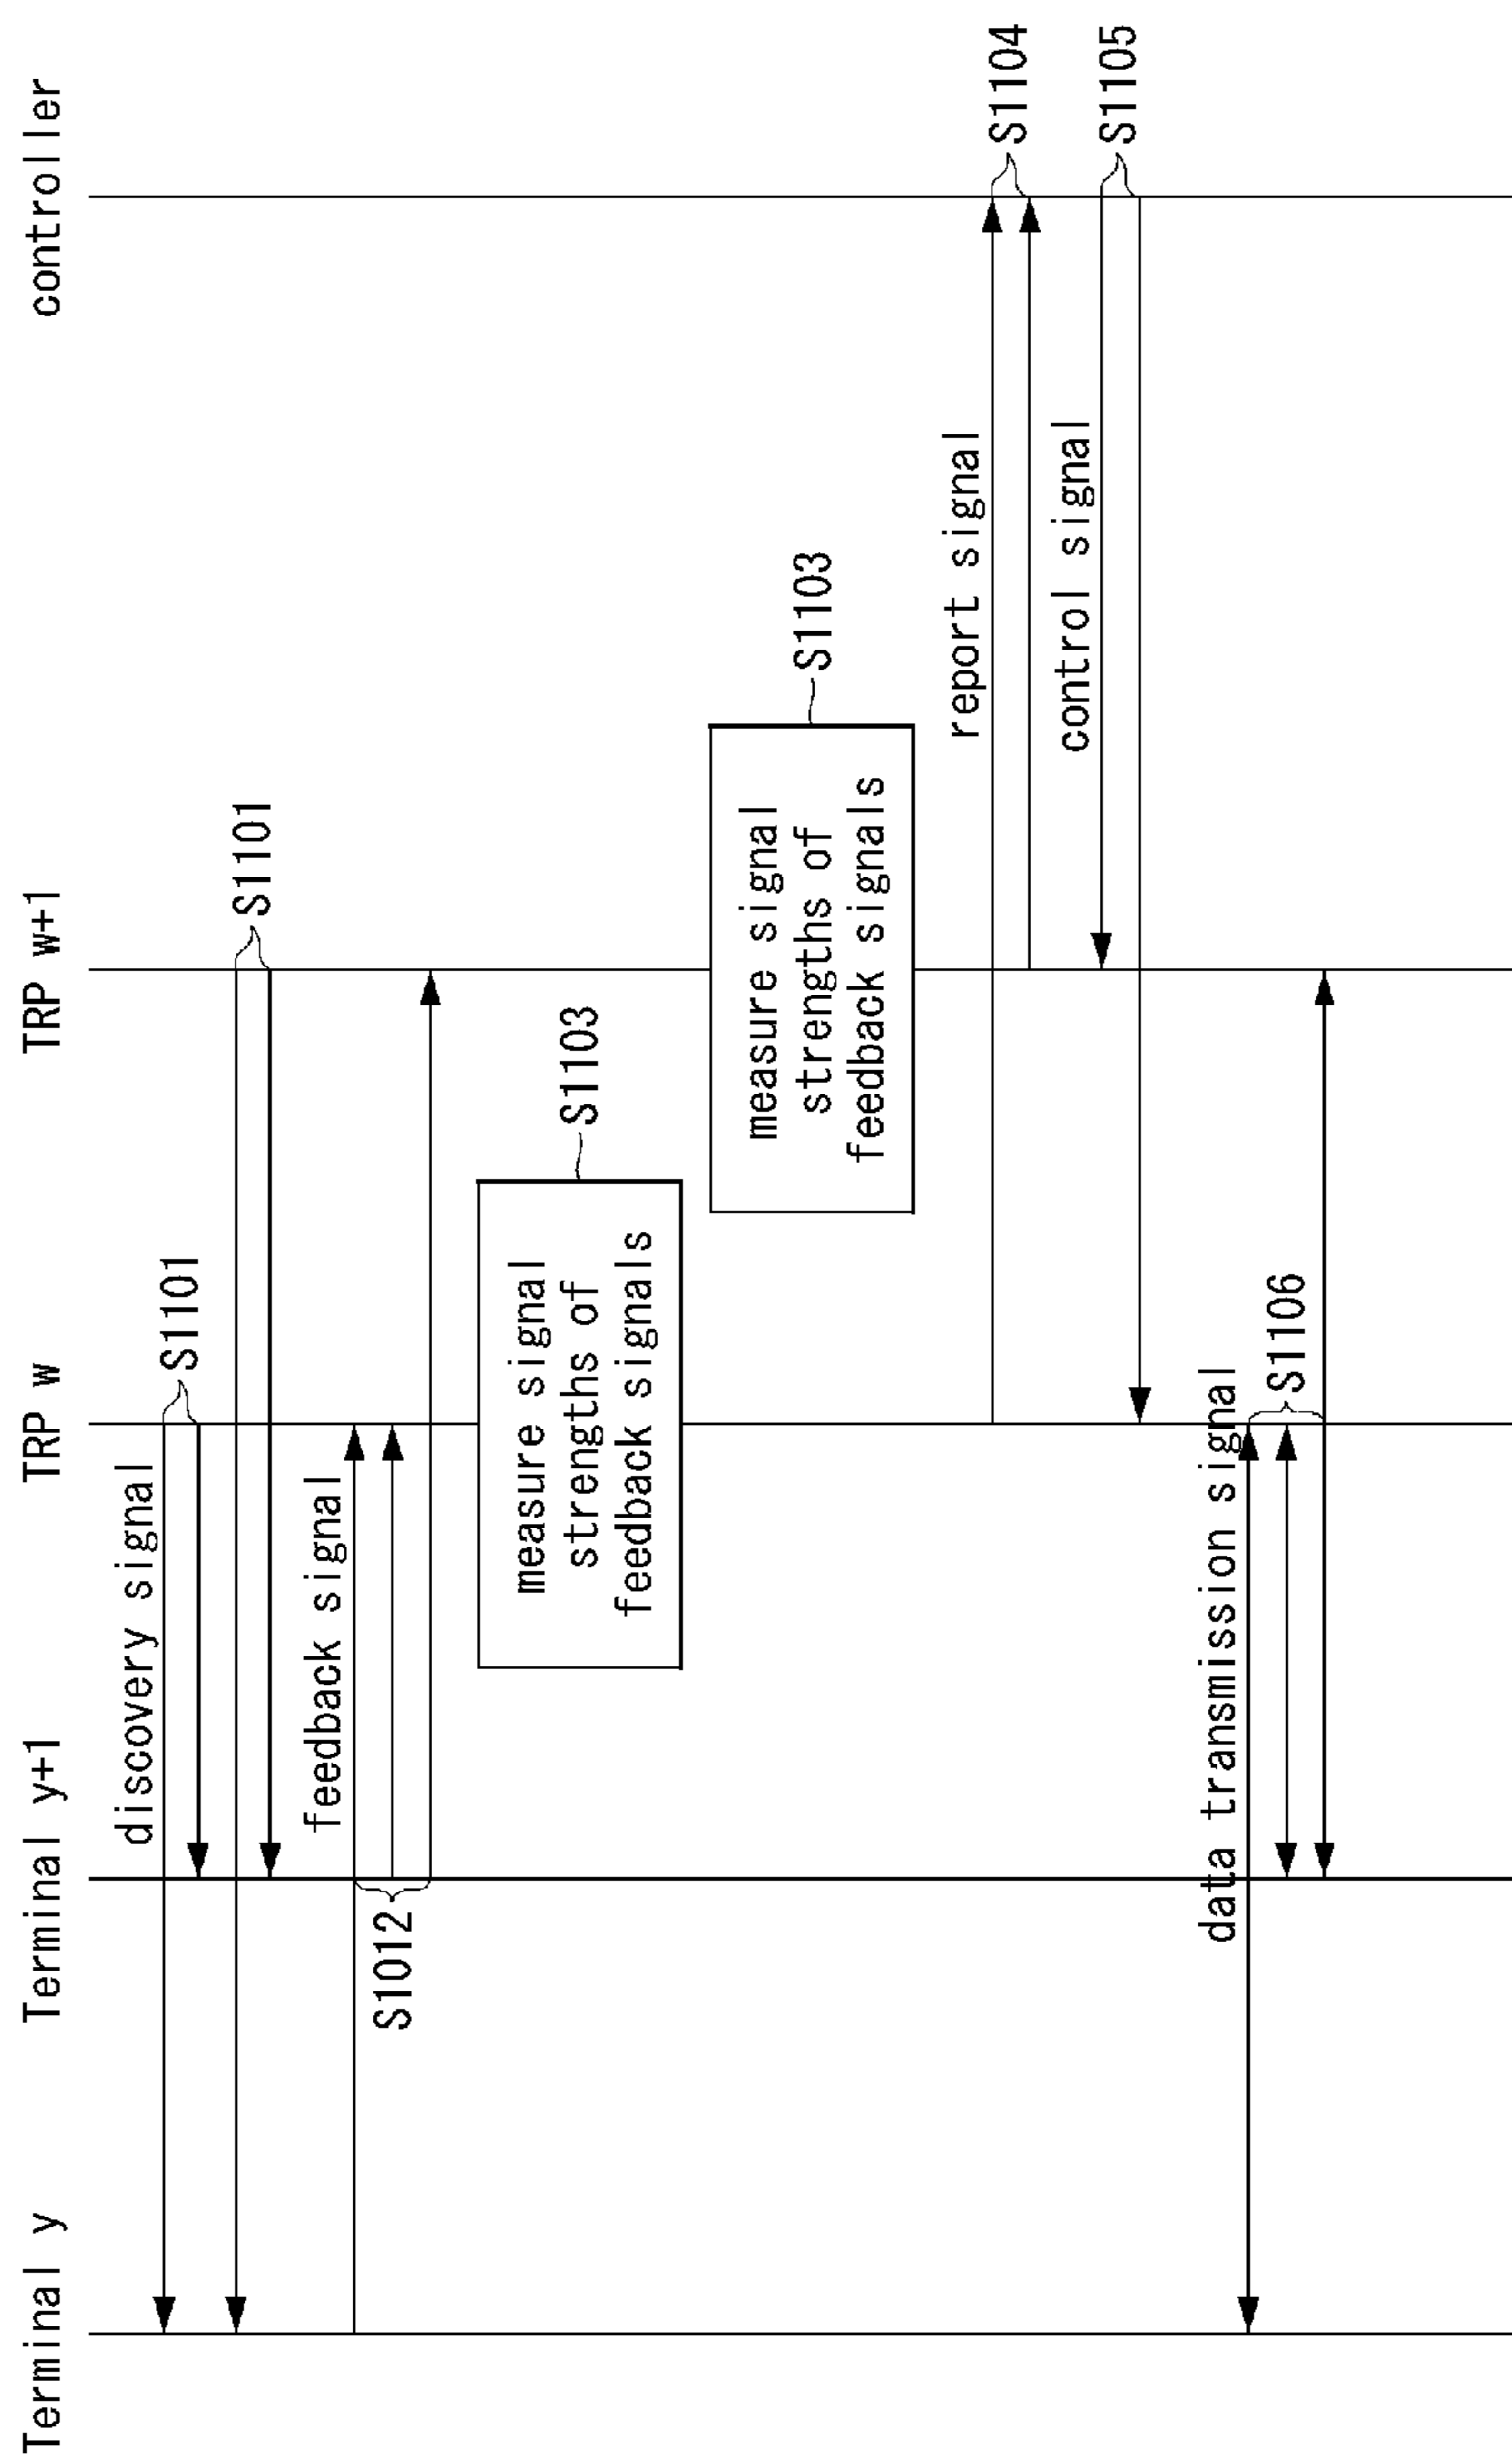 Terminal y
Terminal y+1
TRP w
TRP w+1
controller
discovery signal
S1101
S1101
feedback signal
S1012
measure signal
strengths of
feedback signals
S1103
measure signal
strengths of
feedback signals
S1103
report signal
S1104
control signal
S1105
data transmission signal
S1106